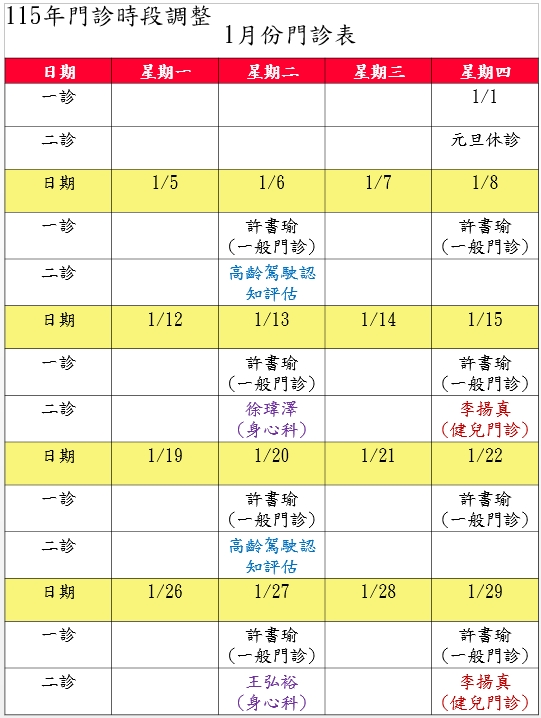 115年門診時段調整
1月份門診表
日期 星期一 星期二 星期三 星期四
一診 1/1
二診 元旦休診
日期 1/5 1/6 1/7 1/8
一診 許書瑜 許書瑜
(一般門診) (一般門診)
二診 高齡駕駛認
知評估
日期 1/12 1/13 1/14 1/15
一診 許書瑜 許書瑜
(一般門診) (一般門診)
二診 徐瑋澤 李揚真
(身心科) (健兒門診)
日期 1/19 1/20 1/21 1/22
一診 許書瑜 許書瑜
(一般門診) (一般門診)
二診 高齡駕駛認
知評估
日期 1/26 1/27 1/28 1/29
一診 許書瑜 許書瑜
(一般門診) (一般門診)
二診 王弘裕 李揚真
(身心科) (健兒門診)